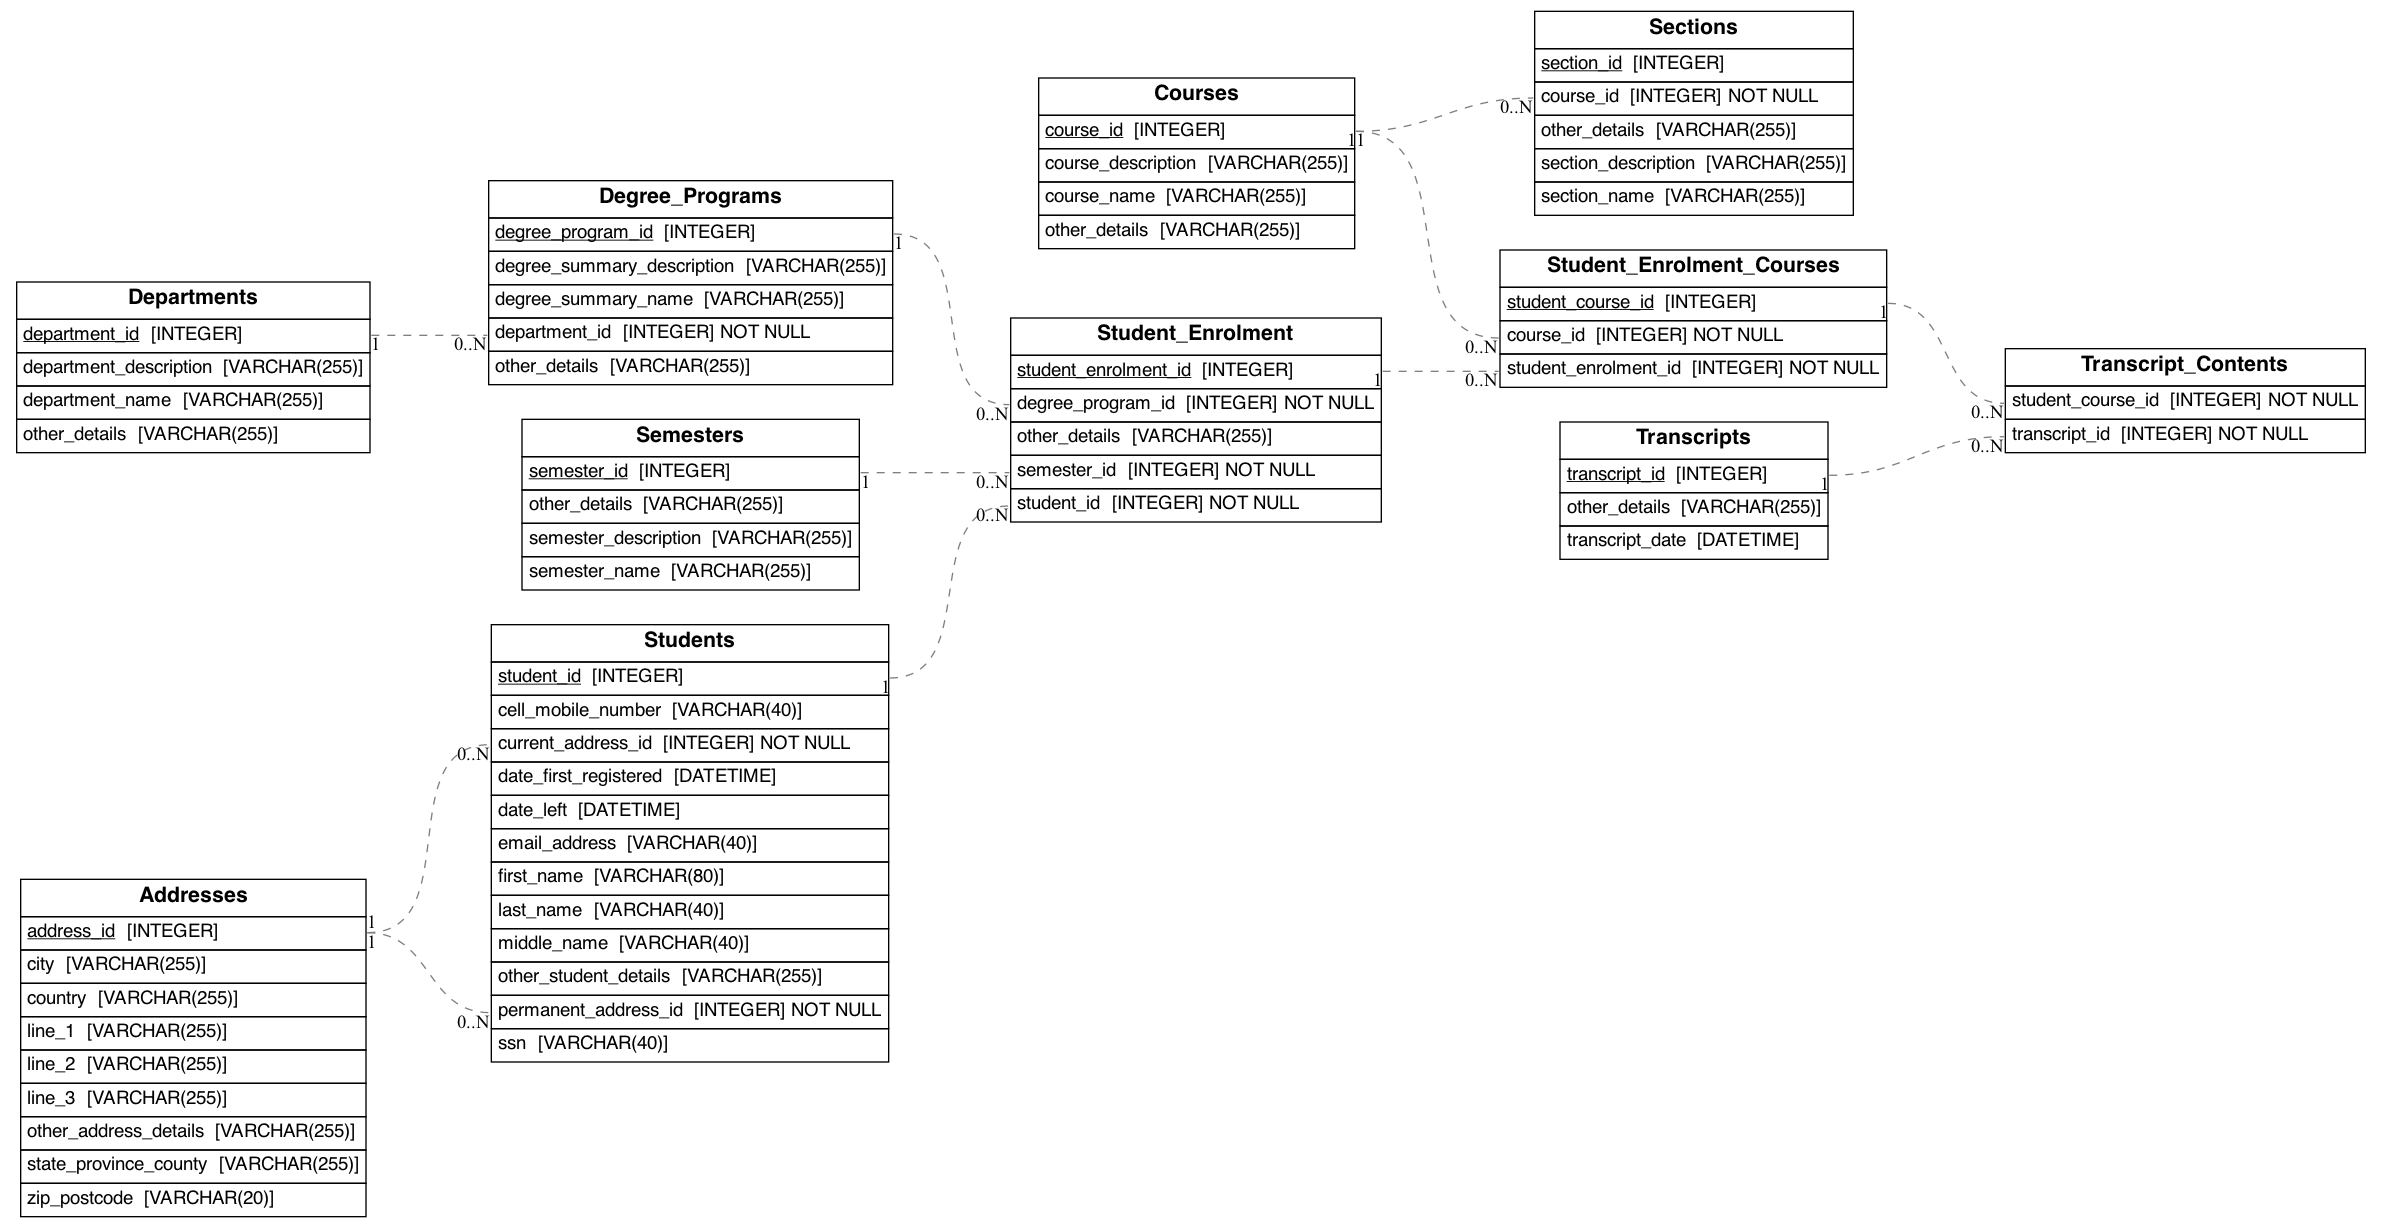 Departments
department_id [INTEGER]
department_description [VARCHAR(255)]
department_name [VARCHAR(255)]
other_details [VARCHAR(255)]
1
0..N
Degree_Programs
degree_program_id [INTEGER]
degree_summary_description [VARCHAR(255)]
degree_summary_name [VARCHAR(255)]
department_id [INTEGER] NOT NULL
other_details [VARCHAR(255)]
1
0..N
Semesters
semester_id [INTEGER]
other_details [VARCHAR(255)]
semester_description [VARCHAR(255)]
semester_name [VARCHAR(255)]
1
0..N
Addresses
address_id [INTEGER]
city [VARCHAR(255)]
country [VARCHAR(255)]
line_1 [VARCHAR(255)]
line_2 [VARCHAR(255)]
line_3 [VARCHAR(255)]
other_address_details [VARCHAR(255)]
state_province_county [VARCHAR(255)]
zip_postcode [VARCHAR(20)]
1
1
0..N
0..N
Students
student_id [INTEGER]
cell_mobile_number [VARCHAR(40)]
current_address_id [INTEGER] NOT NULL
date_first_registered [DATETIME]
date_left [DATETIME]
email_address [VARCHAR(40)]
first_name [VARCHAR(80)]
last_name [VARCHAR(40)]
middle_name [VARCHAR(40)]
other_student_details [VARCHAR(255)]
permanent_address_id [INTEGER] NOT NULL
ssn [VARCHAR(40)]
1
0..N
Student_Enrolment
student_enrolment_id [INTEGER]
degree_program_id [INTEGER] NOT NULL
other_details [VARCHAR(255)]
semester_id [INTEGER] NOT NULL
student_id [INTEGER] NOT NULL
1
0..N
Courses
course_id [INTEGER]
course_description [VARCHAR(255)]
course_name [VARCHAR(255)]
other_details [VARCHAR(255)]
1
1
0..N
0..N
Sections
section_id [INTEGER]
course_id [INTEGER] NOT NULL
other_details [VARCHAR(255)]
section_description [VARCHAR(255)]
section_name [VARCHAR(255)]
Student_Enrolment_Courses
student_course_id [INTEGER]
course_id [INTEGER] NOT NULL
student_enrolment_id [INTEGER] NOT NULL
1
0..N
Transcripts
transcript_id [INTEGER]
other_details [VARCHAR(255)]
transcript_date [DATETIME]
1
0..N
Transcript_Contents
student_course_id [INTEGER] NOT NULL
transcript_id [INTEGER] NOT NULL